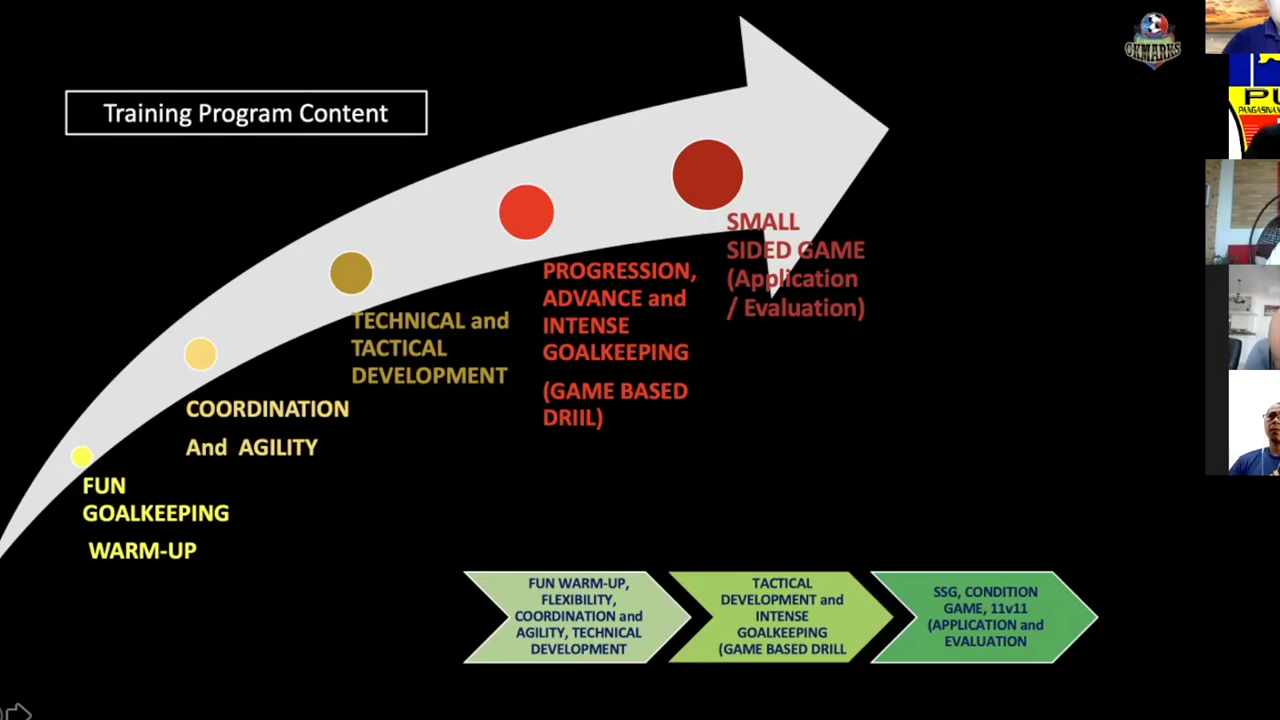 GKMARKS
Training Program Content
SMALL
SIDED GAME
(Application
/ Evaluation)
PROGRESSION,
ADVANCE and
INTENSE
GOALKEEPING
(GAME BASED
DRIIL)
TECHNICAL and
TACTICAL
DEVELOPMENT
COORDINATION
And AGILITY
FUN
GOALKEEPING
WARM-UP
FUN WARM-UP,
FLEXIBILITY,
COORDINATION and
AGILITY, TECHNICAL
DEVELOPMENT
TACTICAL
DEVELOPMENT and
INTENSE
GOALKEEPING
(GAME BASED DRILL
SSG, CONDITION
GAME, 11v11
(APPLICATION and
EVALUATION